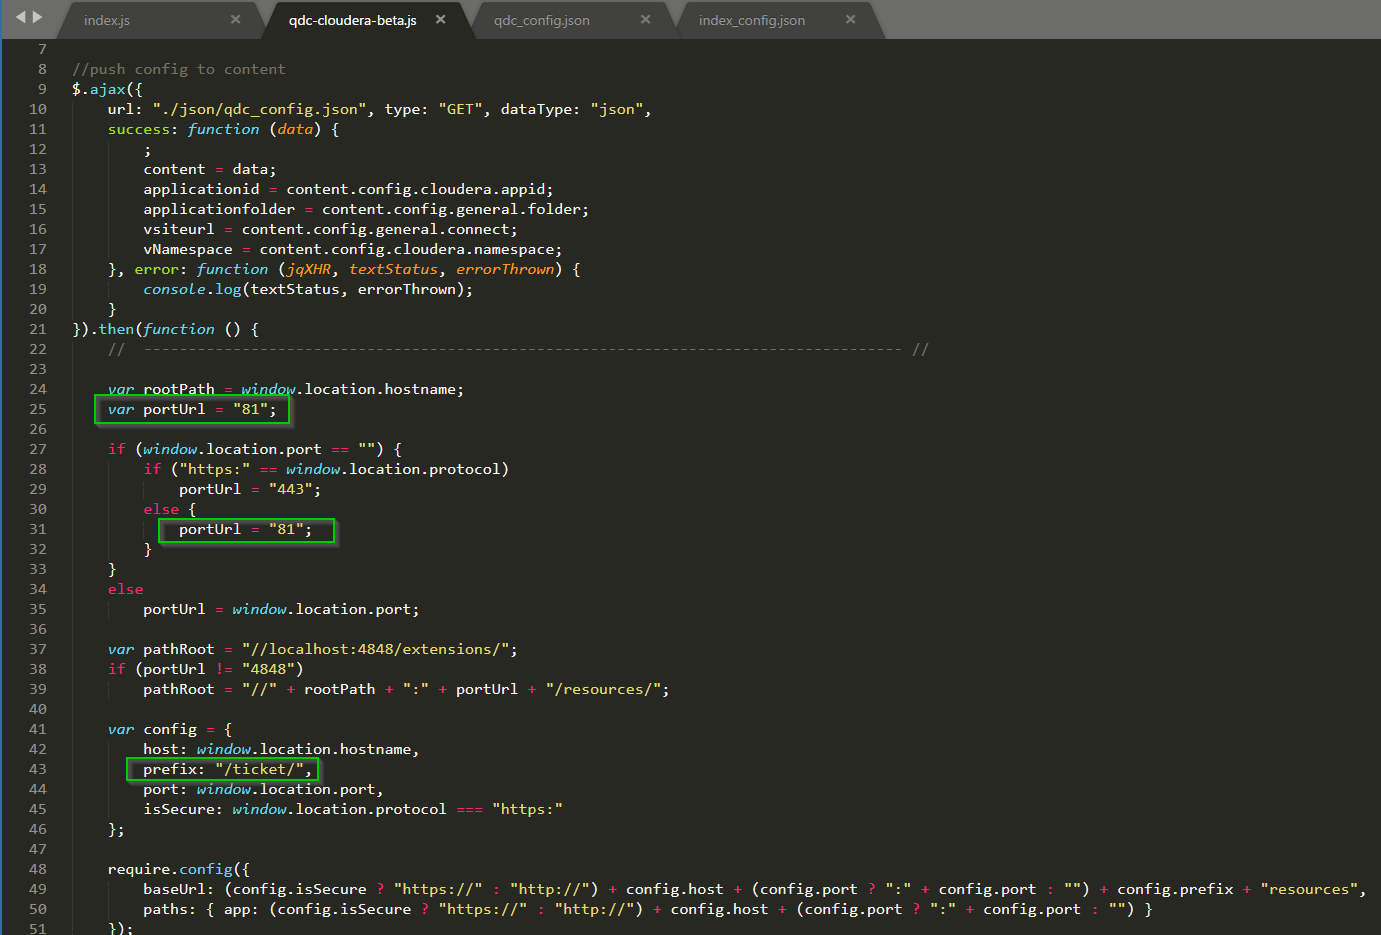 index.js × qdc-cloudera-beta.js × qdc_config.json × index_config.json ×
7
8 //push config to content
9 $.ajax({
10 url: "./json/qdc_config.json", type: "GET", dataType: "json",
11 success: function (data) {
12 ;
13 content = data;
14 applicationid = content.config.cloudera.appid;
15 applicationfolder = content.config.general.folder;
16 vsiteurl = content.config.general.connect;
17 vNamespace = content.config.cloudera.namespace;
18 }, error: function (jqXHR, textStatus, errorThrown) {
19 console.log(textStatus, errorThrown);
20 }
21 }).then(function () {
22 // ------------------------------------------------------------------------------------- //
23
24 var rootPath = window.location.hostname;
25 var portUrl = "81";
26
27 if (window.location.port == "") {
28 if ("https:" == window.location.protocol)
29 portUrl = "443";
30 else {
31 portUrl = "81";
32 }
33 }
34 else
35 portUrl = window.location.port;
36
37 var pathRoot = "//localhost:4848/extensions/";
38 if (portUrl != "4848")
39 pathRoot = "//" + rootPath + ":" + portUrl + "/resources/";
40
41 var config = {
42 host: window.location.hostname,
43 prefix: "/ticket/",
44 port: window.location.port,
45 isSecure: window.location.protocol === "https:"
46 };
47
48 require.config({
49 baseUrl: (config.isSecure ? "https://" : "http://") + config.host + (config.port ? ":" + config.port : "") + config.prefix + "resources",
50 paths: { app: (config.isSecure ? "https://" : "http://") + config.host + (config.port ? ":" + config.port : "") }
51 });